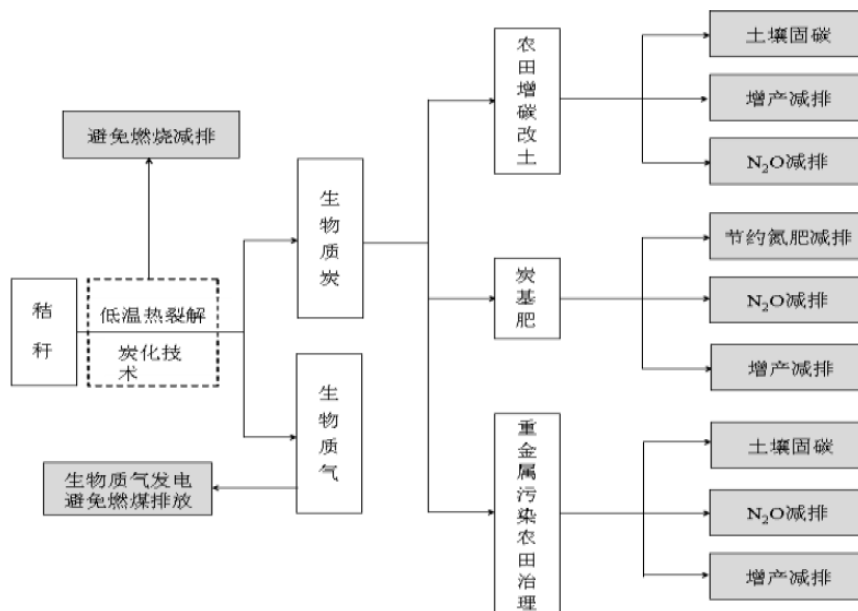 避免燃烧减排
秸秆
低温热裂解
炭化技
术
生物质炭
生物质气
生物质气发电
避免燃煤排放
农田增碳改土
土壤固碳
增产减排
N₂O减排
炭基肥
节约氮肥减排
N₂O减排
增产减排
重金属污染农田治理
土壤固碳
N₂O减排
增产减排